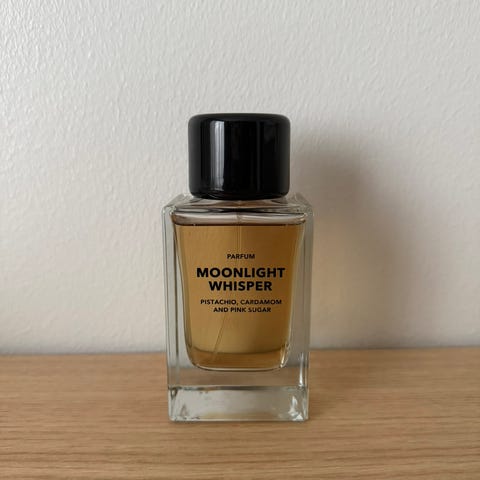 PARFUM
MOONLIGHT
WHISPER
PISTACHIO, CARDAMOM
AND PINK SUGAR